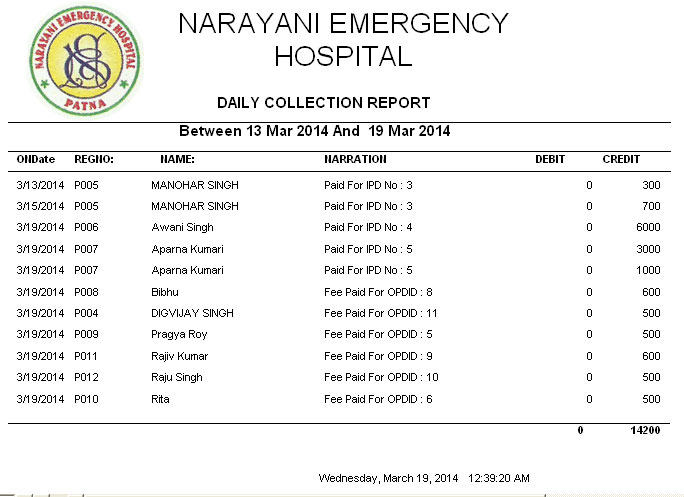 NARAYANI EMERGENCY HOSPITAL
PATNA
NARAYANI EMERGENCY
HOSPITAL
DAILY COLLECTION REPORT
Between 13 Mar 2014 And 19 Mar 2014
ONDate REGNO: NAME: NARRATION DEBIT CREDIT
3/13/2014 P005 MANOHAR SINGH Paid For IPD No : 3 0 300
3/15/2014 P005 MANOHAR SINGH Paid For IPD No : 3 0 700
3/19/2014 P006 Avvani Singh Paid For IPD No : 4 0 6000
3/19/2014 P007 Aparna Kumari Paid For IPD No : 5 0 3000
3/19/2014 P007 Aparna Kumari Paid For IPD No : 5 0 1000
3/19/2014 P008 Bibhu Fee Paid For OPDID : 8 0 600
3/19/2014 P004 DIGVIJAY SINGH Fee Paid For OPDID : 11 0 500
3/19/2014 P009 Pragya Roy Fee Paid For OPDID : 5 0 500
3/19/2014 P011 Rajiv Kumar Fee Paid For OPDID : 9 0 600
3/19/2014 P012 Raju Singh Fee Paid For OPDID : 10 0 500
3/19/2014 P010 Rita Fee Paid For OPDID : 6 0 500
0 14200
Wednesday, March 19, 2014 12:39:20 AM